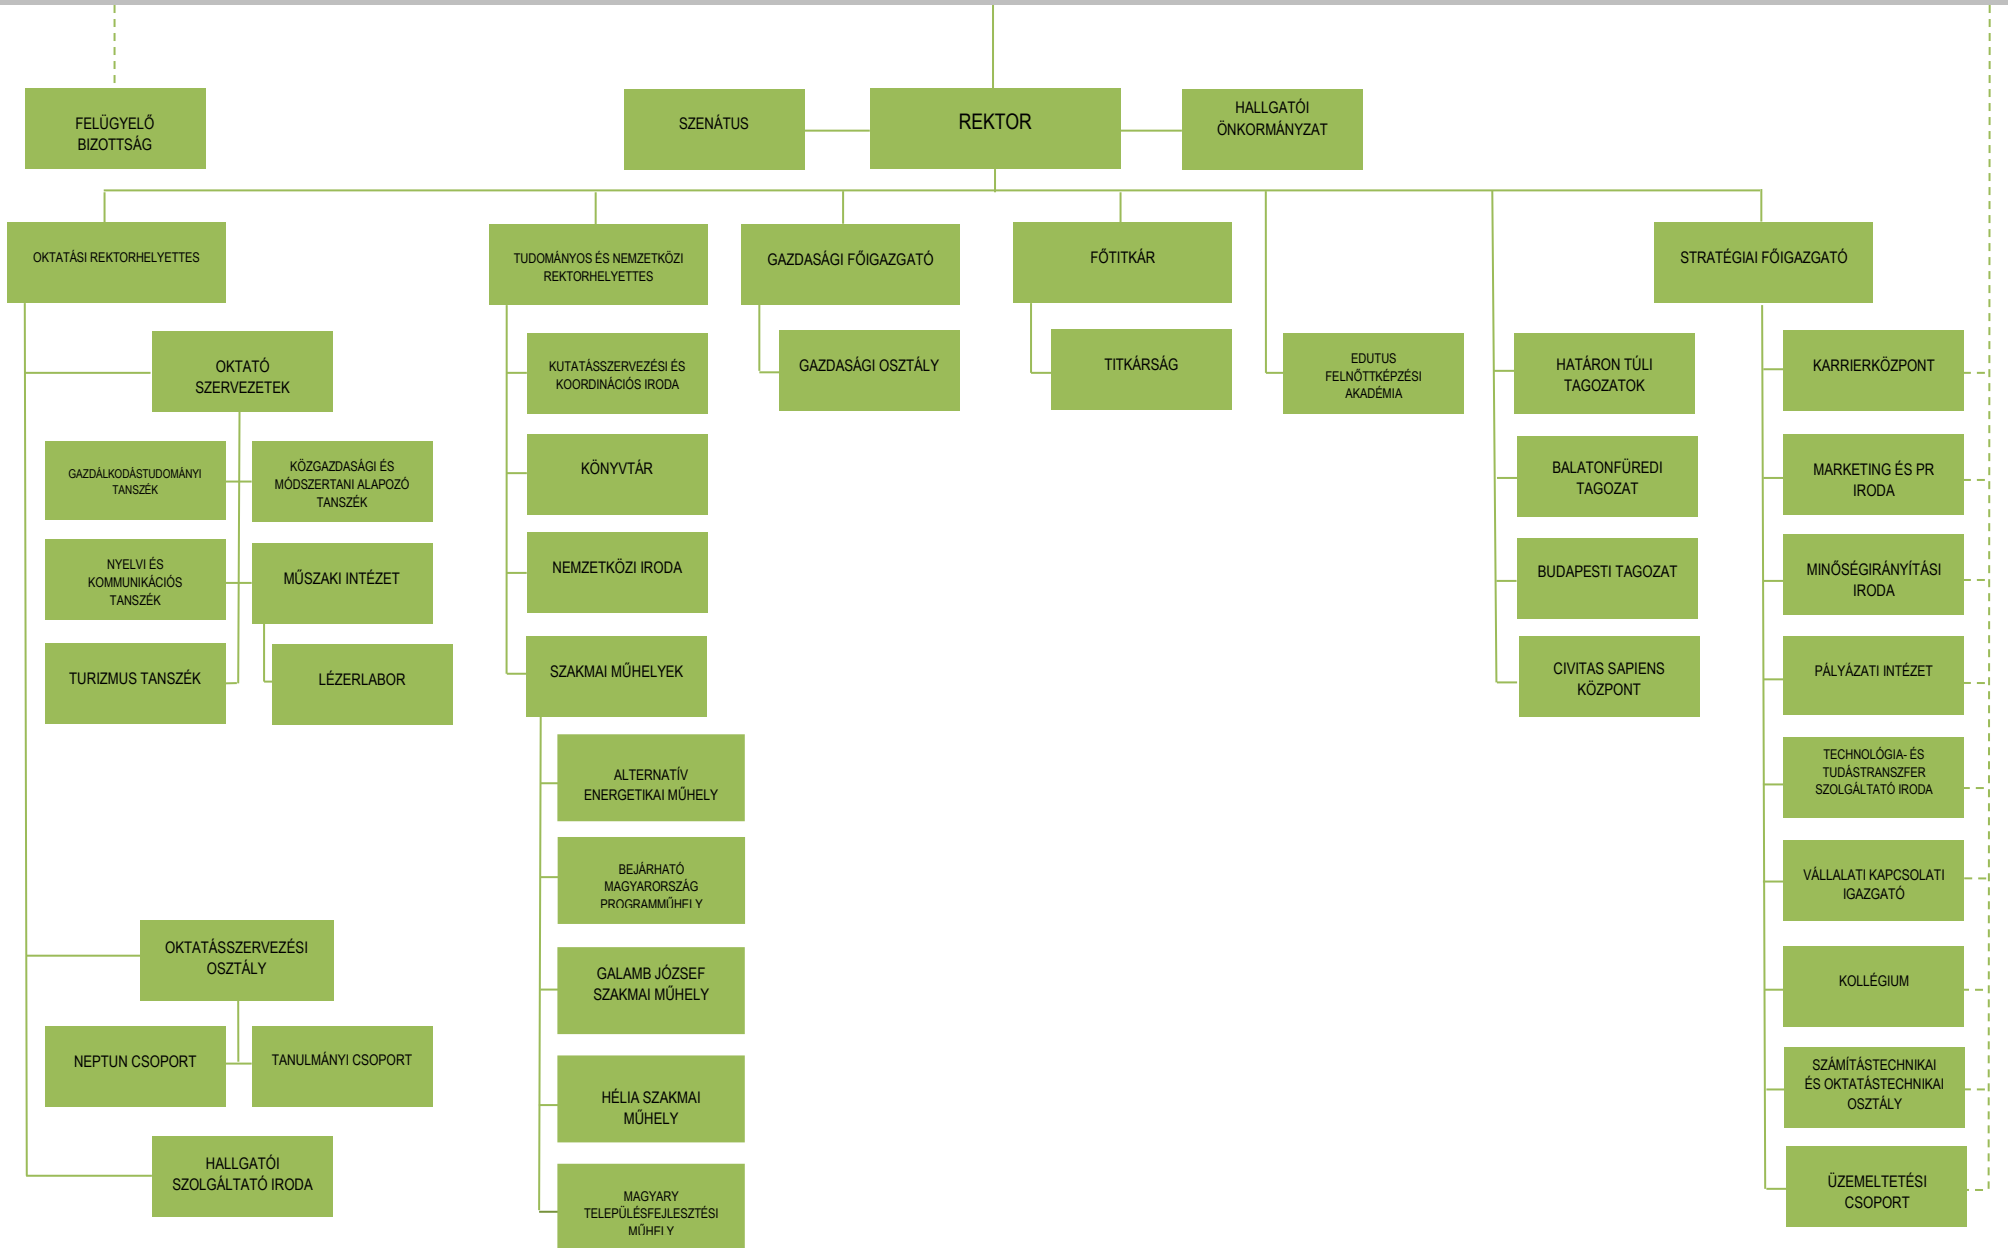 FELÜGYELŐ
BIZOTTSÁG
SZENÁTUS
REKTOR
HALLGATÓI
ÖNKORMÁNYZAT
OKTATÁSI REKTORHELYETTES
TUDOMÁNYOS ÉS NEMZETKÖZI
REKTORHELYETTES
GAZDASÁGI FŐIGAZGATÓ
FŐTITKÁR
STRATÉGIAI FŐIGAZGATÓ
OKTATÓ
SZERVEZETEK
GAZDÁLKODÁSTUDOMÁNYI
TANSZÉK
KÖZGAZDASÁGI ÉS
MÓDSZERTANI ALAPOZÓ
TANSZÉK
NYELVI ÉS
KOMMUNIKÁCIÓS
TANSZÉK
MŰSZAKI INTÉZET
TURIZMUS TANSZÉK
LÉZERLABOR
OKTATÁSSZERVEZÉSI
OSZTÁLY
NEPTUN CSOPORT
TANULMÁNYI CSOPORT
HALLGATÓI
SZOLGÁLTATÓ IRODA
KUTATÁSSZERVEZÉSI ÉS
KOORDINÁCIÓS IRODA
KÖNYVTÁR
NEMZETKÖZI IRODA
SZAKMAI MŰHELYEK
ALTERNATÍV
ENERGETIKAI MŰHELY
BEJÁRHATÓ
MAGYARORSZÁG
PROGRAMMŰHELY
GALAMB JÓZSEF
SZAKMAI MŰHELY
HÉLIA SZAKMAI
MŰHELY
MAGYARY
TELEPÜLÉSFEJLESZTÉSI
MŰHELY
GAZDASÁGI OSZTÁLY
TITKÁRSÁG
EDUTUS
FELNŐTTKÉPZÉSI
AKADÉMIA
HATÁRON TÚLI
TAGOZATOK
BALATONFÜREDI
TAGOZAT
BUDAPESTI TAGOZAT
CIVITAS SAPIENS
KÖZPONT
KARRIERKÖZPONT
MARKETING ÉS PR
IRODA
MINŐSÉGIRÁNYÍTÁSI
IRODA
PÁLYÁZATI INTÉZET
TECHNOLÓGIA- ÉS
TUDÁSTRANSZFER
SZOLGÁLTATÓ IRODA
VÁLLALATI KAPCSOLATI
IGAZGATÓ
KOLLÉGIUM
SZÁMÍTÁSTECHNIKAI
ÉS OKTATÁSTECHNIKAI
OSZTÁLY
ÜZEMELTETÉSI
CSOPORT